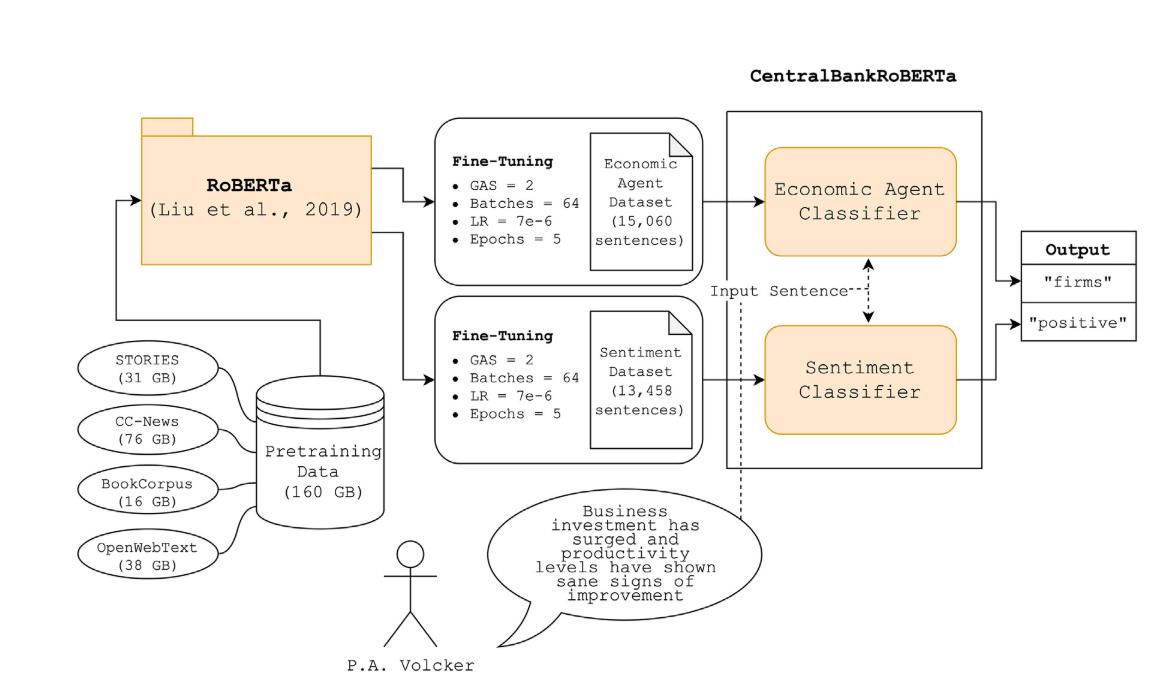 CentralBankRoBERTa
RoBERTa
(Liu et al., 2019)
Fine-Tuning
• GAS = 2
• Batches = 64
• LR = 7e-6
• Epochs = 5
Economic
Agent
Dataset
(15,060
sentences)
Economic Agent
Classifier
Output
"firms"
"positive"
Input Sentence
Fine-Tuning
• GAS = 2
• Batches = 64
• LR = 7e-6
• Epochs = 5
Sentiment
Dataset
(13,458
sentences)
Sentiment
Classifier
STORIES
(31 GB)
CC-News
(76 GB)
BookCorpus
(16 GB)
OpenWebText
(38 GB)
Pretraining
Data
(160 GB)
Business
investment has
surged and
productivity
levels have shown
sane signs of
improvement
P.A. Volcker